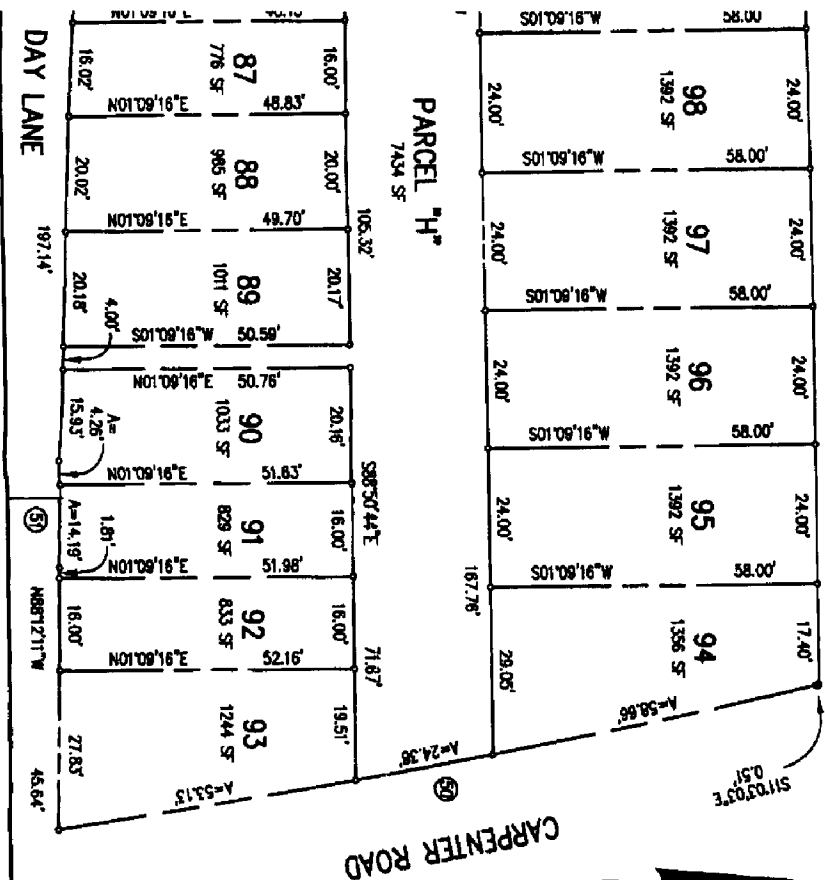 DAY LANE
197.14'
16.02'
87
776 SF
16.00'
N01°09'16"E 48.83'
20.02'
88
985 SF
20.00'
N01°09'16"E 49.70'
105.32'
20.18'
89
1011 SF
20.17'
S01°09'16"W 50.59'
4.00'
N01°09'16"E 50.76'
A=
4.26'
15.93'
90
1033 SF
20.16'
N01°09'16"E 51.83'
S88°50'44"E
A=14.19'
1.81'
91
829 SF
16.00'
N01°09'16"E 51.98'
51
N88°12'11"W
16.00'
92
833 SF
16.00'
N01°09'16"E 52.16'
71.67'
45.64'
27.83'
93
1244 SF
19.51'
A=53.13'
PARCEL "H"
7434 SF
167.76'
A=24.36'
50
CARPENTER ROAD
S01°09'16"W 58.00
24.00'
98
1392 SF
24.00'
S01°09'16"W 58.00'
24.00'
97
1392 SF
24.00'
S01°09'16"W 58.00'
24.00'
96
1392 SF
24.00'
S01°09'16"W 58.00'
24.00'
95
1392 SF
24.00'
S01°09'16"W 58.00'
29.05'
94
1356 SF
17.40'
A=58.66'
S11°03'03"E
0.51'